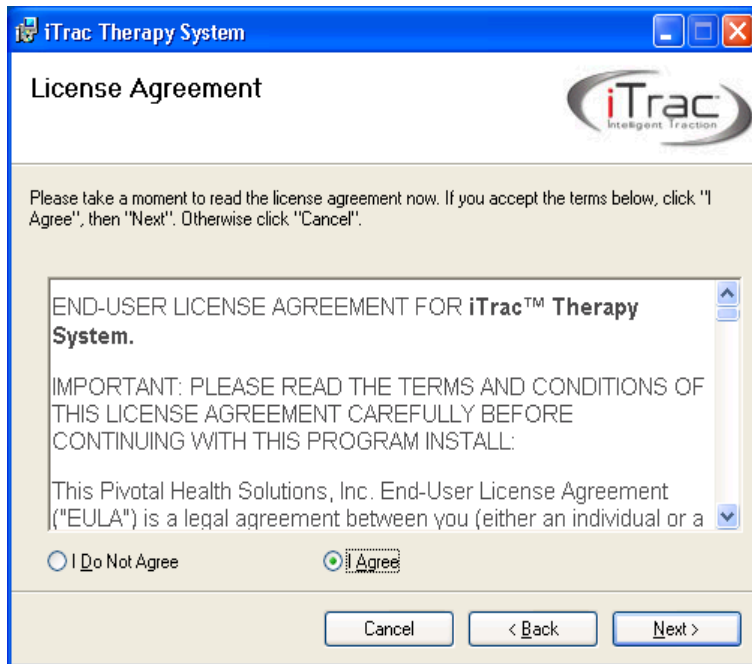 iTrac Therapy System
License Agreement
iTrac
Intelligent Traction
Please take a moment to read the license agreement now. If you accept the terms below, click "I
Agree", then "Next". Otherwise click "Cancel".
END-USER LICENSE AGREEMENT FOR iTrac™ Therapy
System.
IMPORTANT: PLEASE READ THE TERMS AND CONDITIONS OF
THIS LICENSE AGREEMENT CAREFULLY BEFORE
CONTINUING WITH THIS PROGRAM INSTALL:
This Pivotal Health Solutions, Inc. End-User License Agreement
("EULA") is a legal agreement between you (either an individual or a
I Do Not Agree
I Agree
Cancel
< Back
Next >